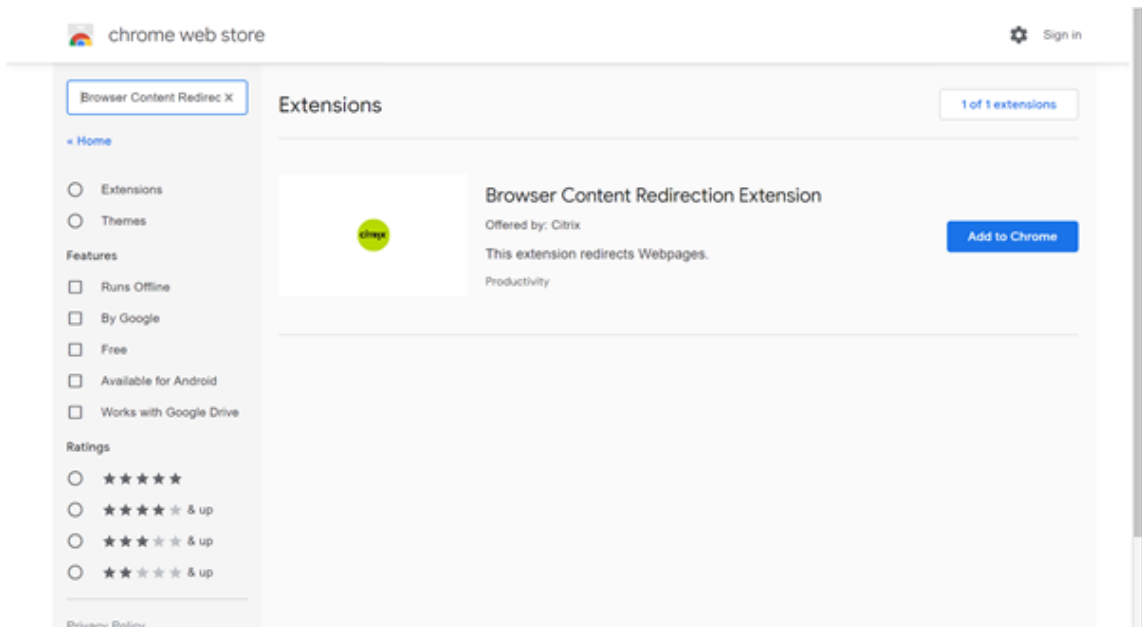 chrome web store
Sign in
Browser Content Redirec ×
Extensions
1 of 1 extensions
« Home
Extensions
Themes
Features
Runs Offline
By Google
Free
Available for Android
Works with Google Drive
Ratings
& up
& up
& up
Privacy Policy
citrix
Browser Content Redirection Extension
Offered by: Citrix
This extension redirects Webpages.
Productivity
Add to Chrome